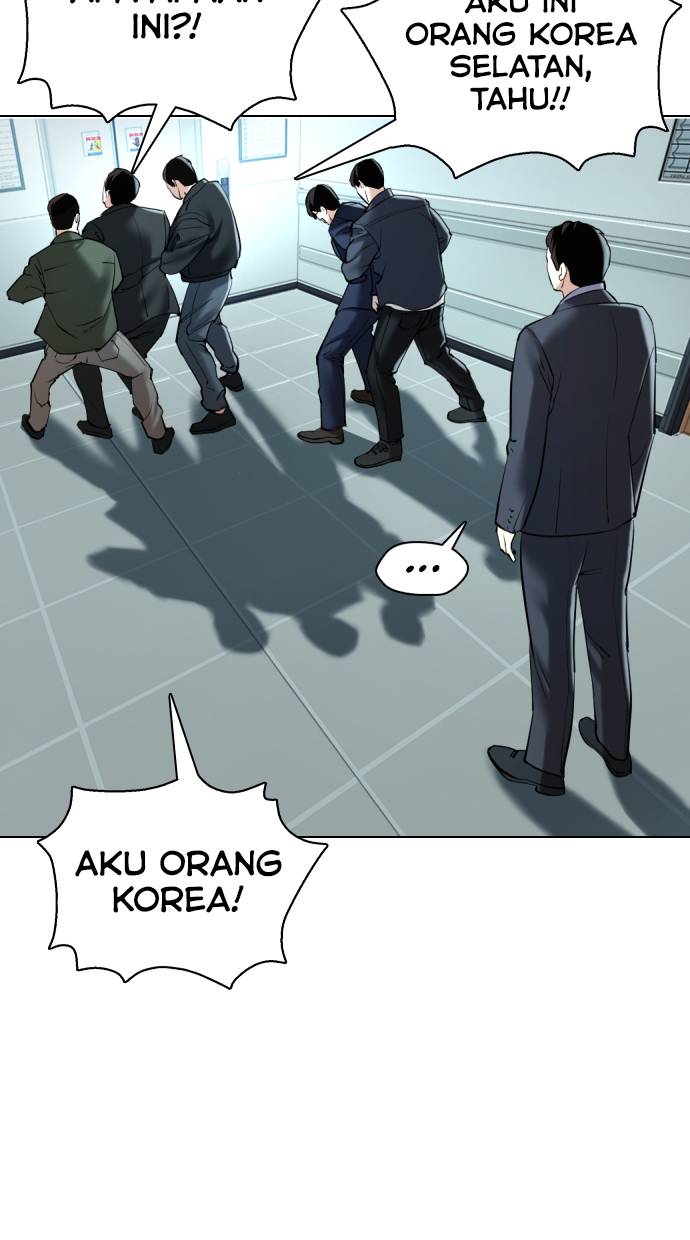 INI?!
AKU INI
ORANG KOREA
SELATAN,
TAHU!!
...
AKU ORANG
KOREA!